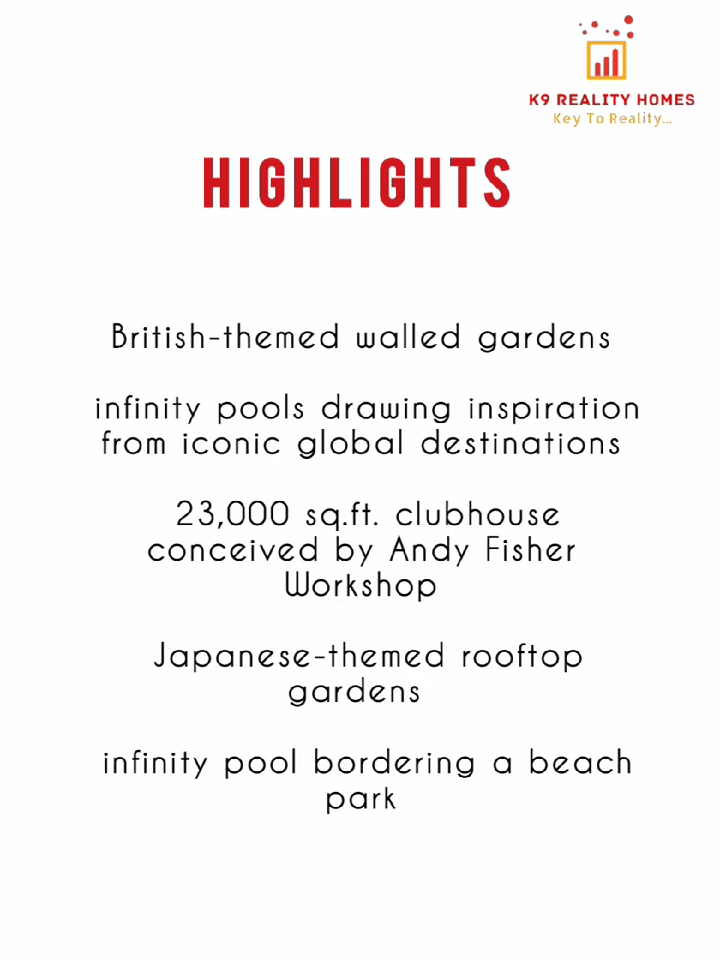 K9 REALITY HOMES
Key To Reality...
HIGHLIGHTS
British-themed walled gardens
infinity pools drawing inspiration
from iconic global destinations
23,000 sq.ft. clubhouse
conceived by Andy Fisher
Workshop
Japanese-themed rooftop
gardens
infinity pool bordering a beach
park